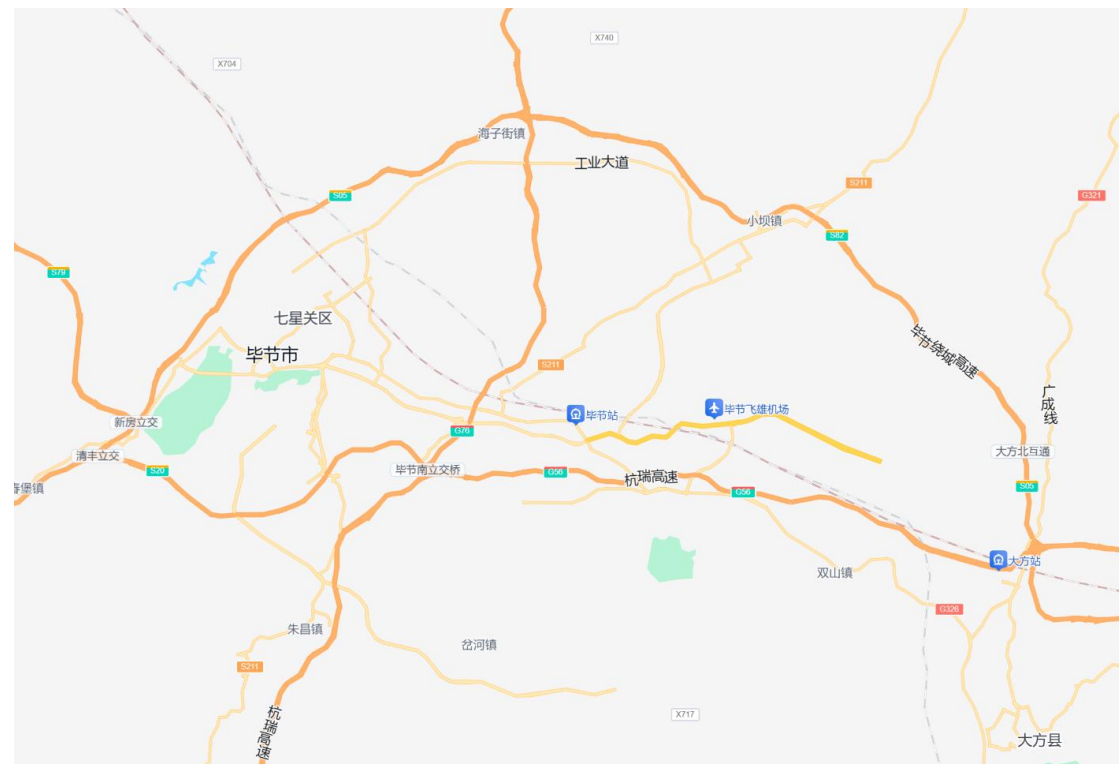 X740
X704
海子街镇
工业大道
S211
S05
G321
小坝镇
S82
S79
七星关区
毕节绕城高速
毕节市
S211
广成线
毕节站
毕节飞雄机场
新房立交
G76
清丰立交
大方北互通
S20
毕节南立交桥
G56
杭瑞高速
春堡镇
G56
S05
大方站
双山镇
G326
朱昌镇
岔河镇
S211
杭瑞高速
X717
大方县